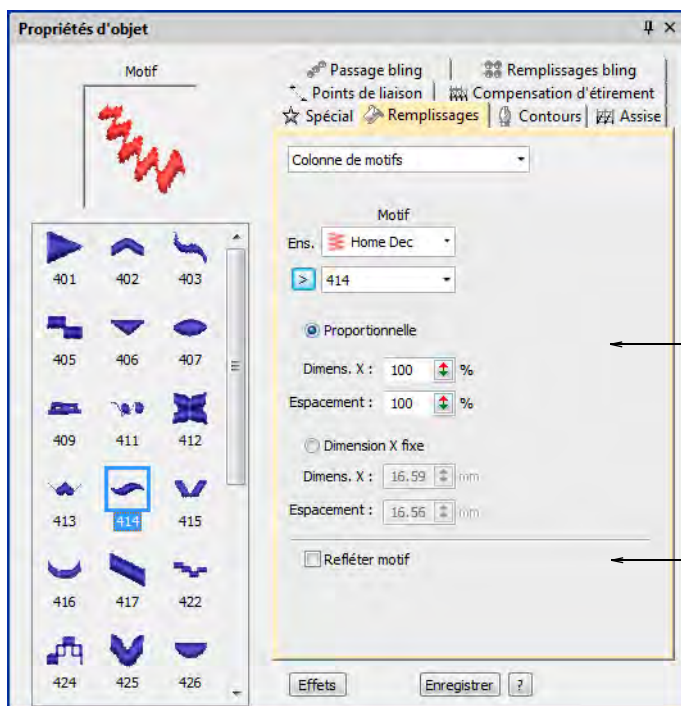 Propriétés d'objet
Motif
Passage bling
Remplissages bling
Points de liaison
Compensation d'étirement
Spécial
Remplissages
Contours
Assise
Colonne de motifs
Motif
Ens.
Home Dec
>
414
Proportionnelle
Dimens. X :
100
%
Espacement :
100
%
Dimension X fixe
Dimens. X :
16.59
mm
Espacement :
16.56
mm
Refléter motif
401
402
403
405
406
407
409
411
412
413
414
415
416
417
422
424
425
426
Effets
Enregistrer
?